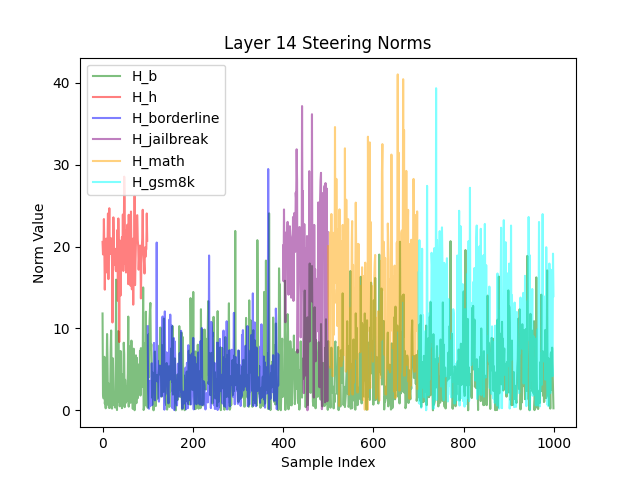 Layer 14 Steering Norms
H_b
H_h
H_borderline
H_jailbreak
H_math
H_gsm8k
Norm Value
40
30
20
10
0
0 200 400 600 800 1000
Sample Index